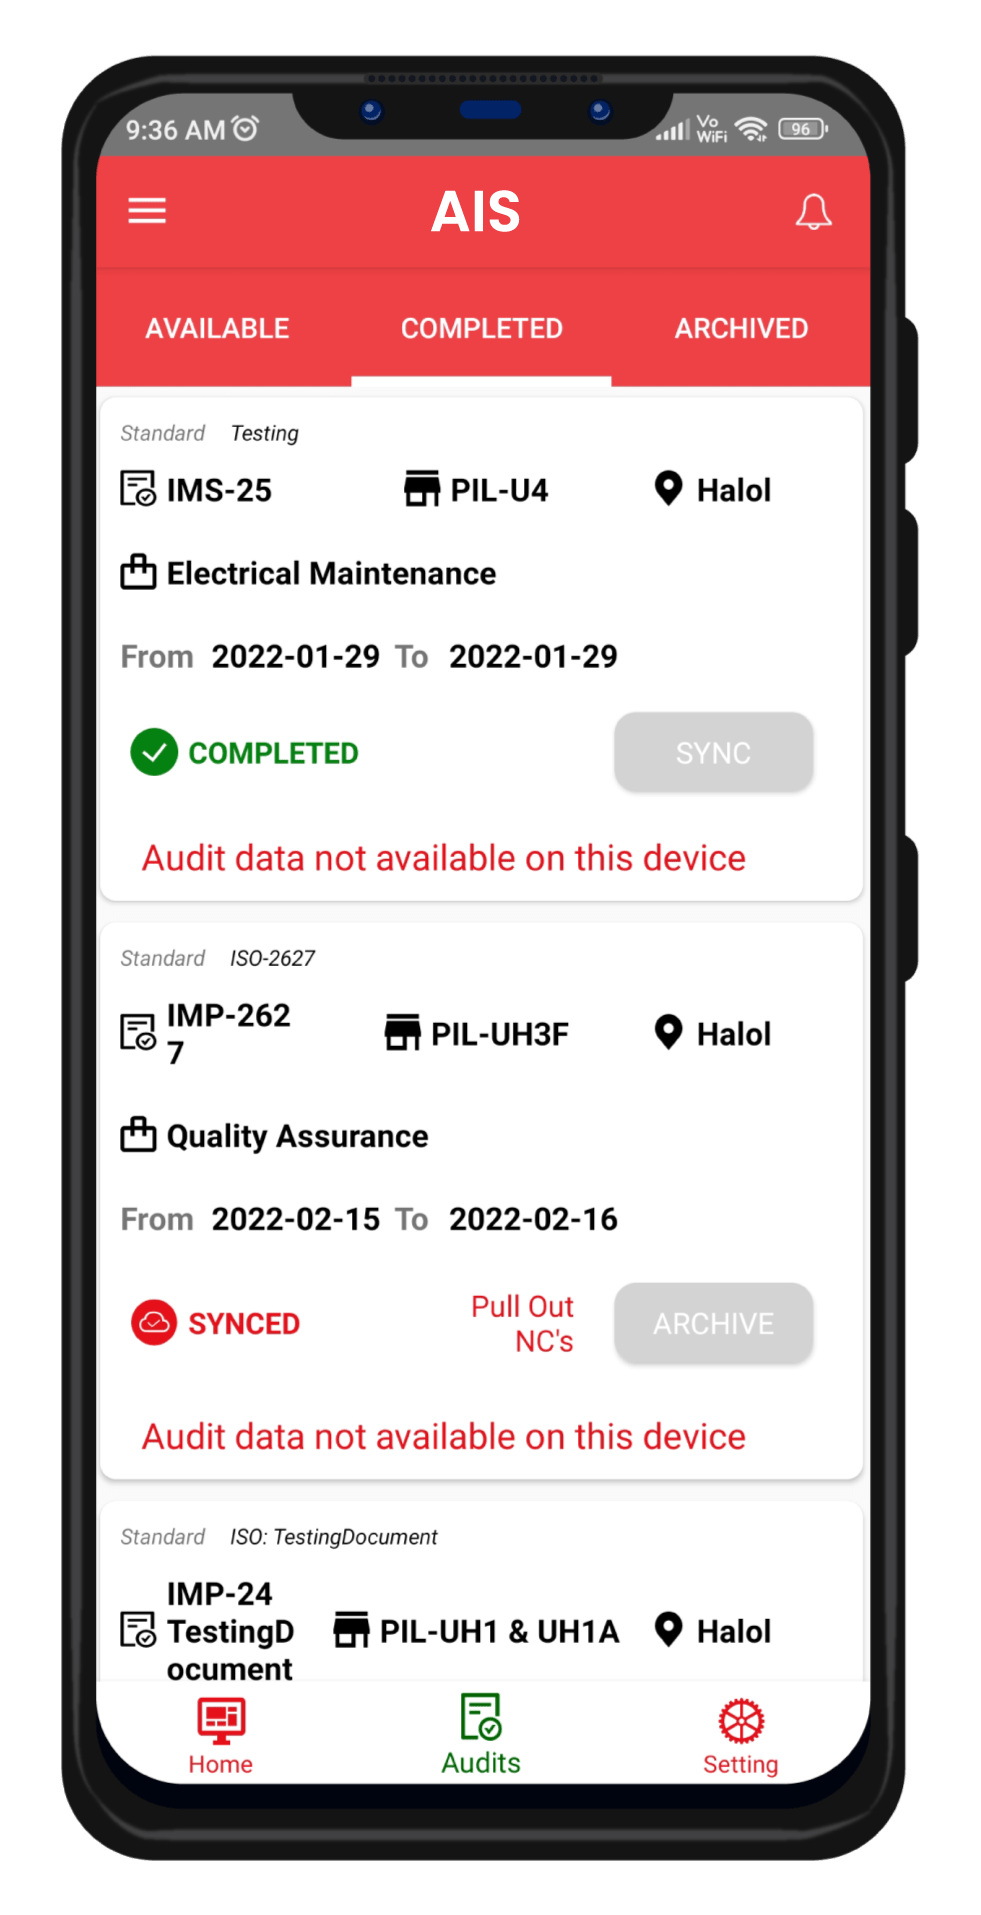 9:36 AM Vo WiFi 96
AIS
AVAILABLE COMPLETED ARCHIVED
Standard Testing
IMS-25 PIL-U4 Halol
Electrical Maintenance
From 2022-01-29 To 2022-01-29
COMPLETED SYNC
Audit data not available on this device
Standard ISO-2627
IMP-262
7 PIL-UH3F Halol
Quality Assurance
From 2022-02-15 To 2022-02-16
SYNCED Pull Out
NC's ARCHIVE
Audit data not available on this device
Standard ISO: TestingDocument
IMP-24
TestingD PIL-UH1 & UH1A Halol
ocument
Home Audits Setting